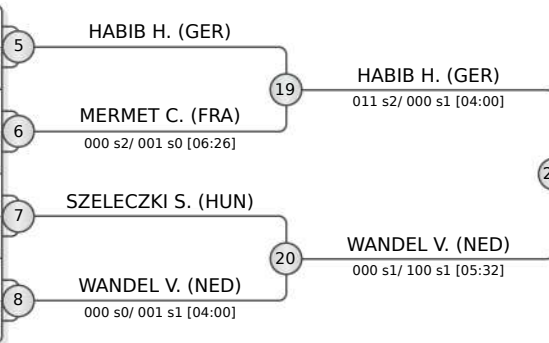 HABIB H. (GER)
5
19
HABIB H. (GER)
011 s2/ 000 s1 [04:00]
6
MERMET C. (FRA)
000 s2/ 001 s0 [06:26]
7
SZELECZKI S. (HUN)
20
WANDEL V. (NED)
000 s1/ 100 s1 [05:32]
8
WANDEL V. (NED)
000 s0/ 001 s1 [04:00]